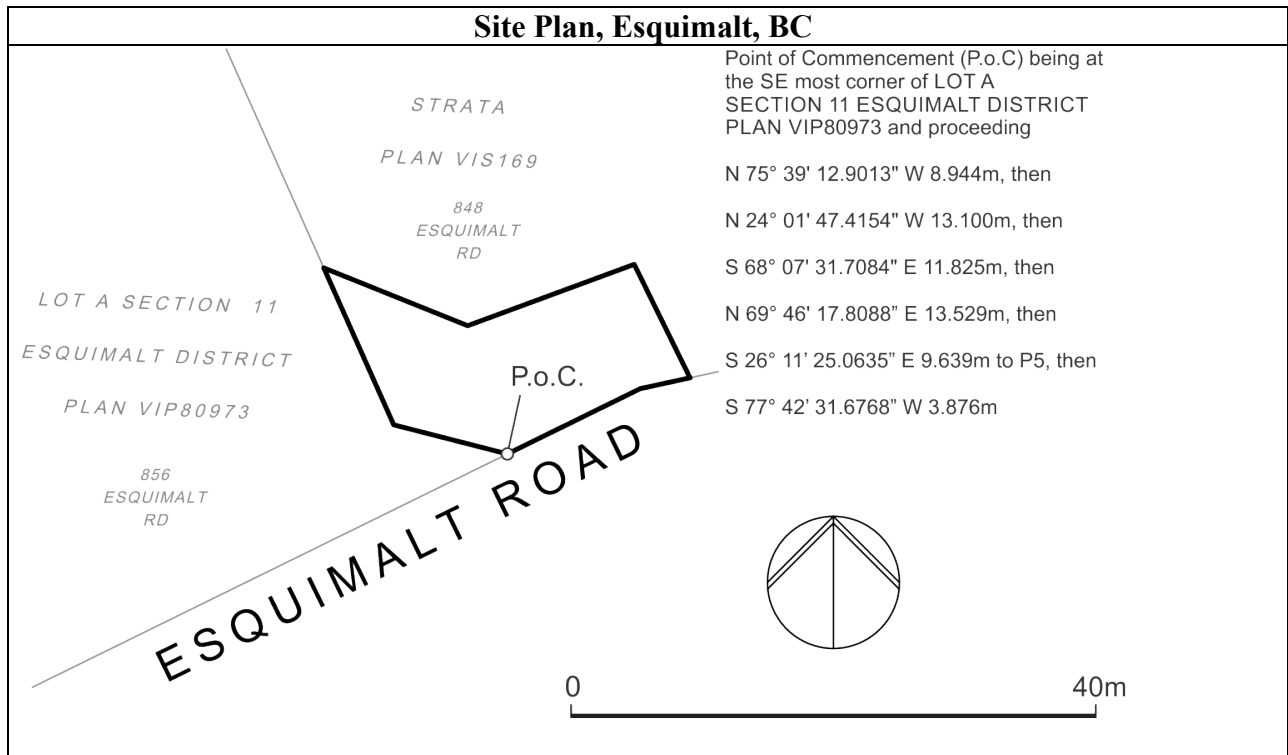 Site Plan, Esquimalt, BC
Point of Commencement (P.o.C) being at
the SE most corner of LOT A
SECTION 11 ESQUIMALT DISTRICT
PLAN VIP80973 and proceeding
N 75° 39' 12.9013" W 8.944m, then
N 24° 01' 47.4154" W 13.100m, then
S 68° 07' 31.7084" E 11.825m, then
N 69° 46' 17.8088” E 13.529m, then
S 26° 11’ 25.0635” E 9.639m to P5, then
S 77° 42’ 31.6768” W 3.876m
STRATA
PLAN VIS169
848
ESQUIMALT
RD
LOT A SECTION 11
ESQUIMALT DISTRICT
PLAN VIP80973
856
ESQUIMALT
RD
P.o.C.
ESQUIMALT ROAD
0 40m